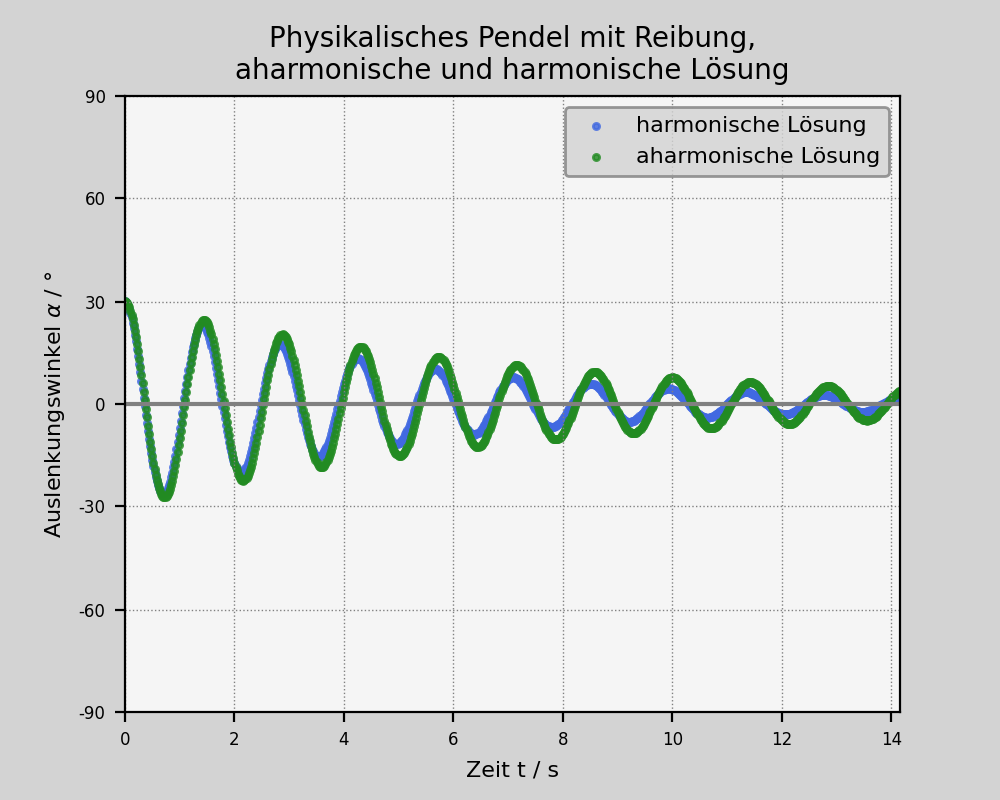 Physikalisches Pendel mit Reibung,
aharmonische und harmonische Lösung
harmonische Lösung
aharmonische Lösung
Auslenkungswinkel α / °
90
60
30
0
-30
-60
-90
0 2 4 6 8 10 12 14
Zeit t / s